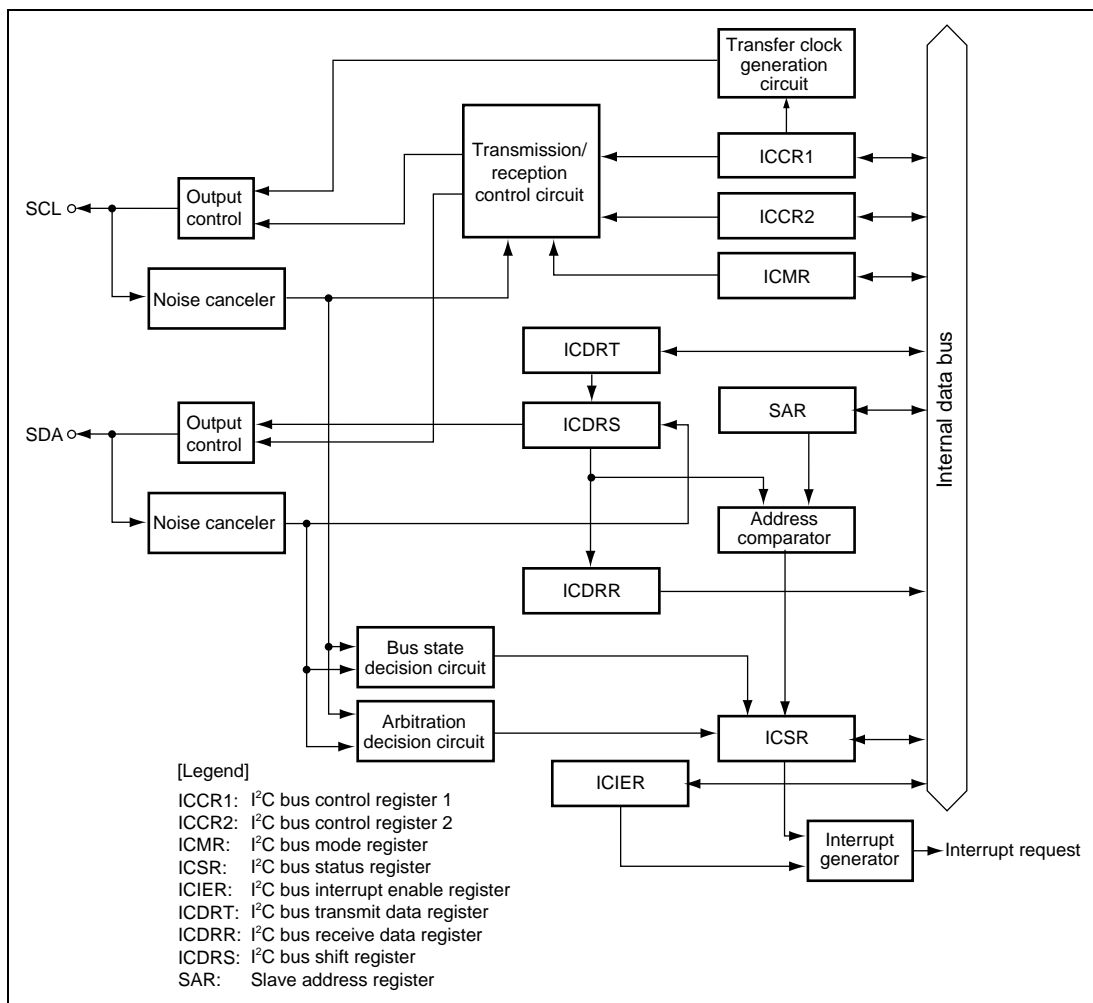 Transfer clock
generation
circuit
Transmission/
reception
control circuit
ICCR1
SCL
Output
control
ICCR2
Noise canceler
ICMR
Internal data bus
ICDRT
SDA
Output
control
ICDRS
SAR
Noise canceler
Address
comparator
ICDRR
Bus state
decision circuit
Arbitration
decision circuit
ICSR
ICIER
Interrupt
generator
Interrupt request
[Legend]
ICCR1: I²C bus control register 1
ICCR2: I²C bus control register 2
ICMR: I²C bus mode register
ICSR: I²C bus status register
ICIER: I²C bus interrupt enable register
ICDRT: I²C bus transmit data register
ICDRR: I²C bus receive data register
ICDRS: I²C bus shift register
SAR: Slave address register